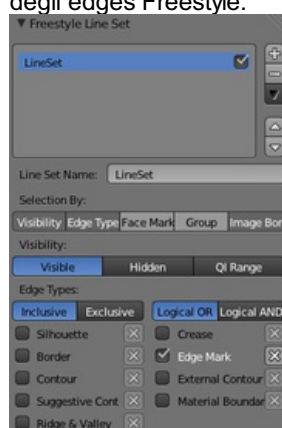 degli edges Freestyle.
Freestyle Line Set
LineSet
Line Set Name: LineSet
Selection By:
Visibility Edge Type Face Mark Group Image Bor
Visibility:
Visible Hidden QI Range
Edge Types:
Inclusive Exclusive Logical OR Logical AND
Silhouette Crease
Border Edge Mark
Contour External Contour
Suggestive Cont Material Boundar
Ridge & Valley